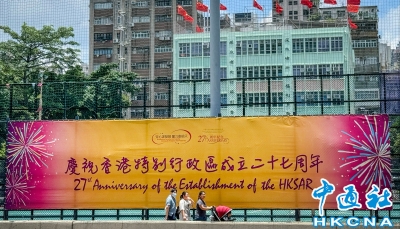 慶祝香港特別行政區成立二十七周年
27th Anniversary of the Establishment of the HKSAR
中通社
HKCNA